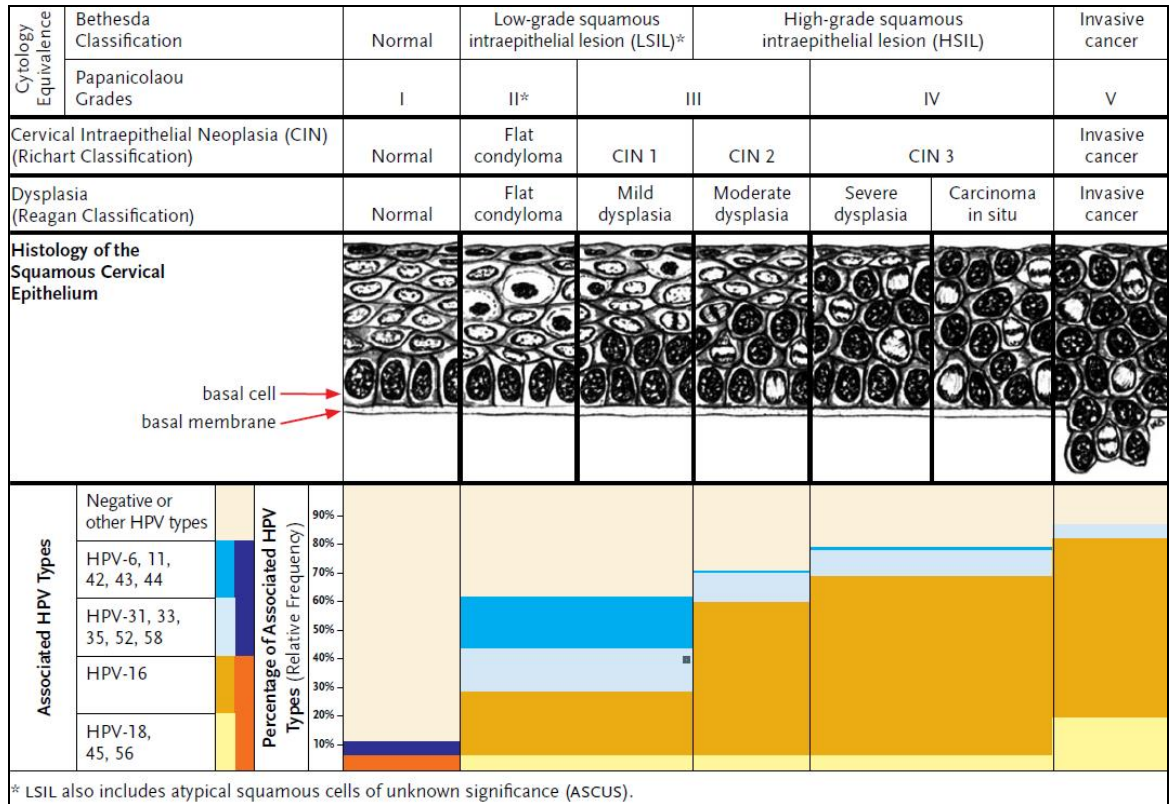 Cytology
Equivalence
Bethesda
Classification
Normal
Low-grade squamous
intraepithelial lesion (LSIL)*
High-grade squamous
intraepithelial lesion (HSIL)
Invasive
cancer
Papanicolaou
Grades
I
II*
III
IV
V
Cervical Intraepithelial Neoplasia (CIN)
(Richart Classification)
Normal
Flat
condyloma
CIN 1
CIN 2
CIN 3
Invasive
cancer
Dysplasia
(Reagan Classification)
Normal
Flat
condyloma
Mild
dysplasia
Moderate
dysplasia
Severe
dysplasia
Carcinoma
in situ
Invasive
cancer
Histology of the
Squamous Cervical
Epithelium
basal cell
basal membrane
Associated HPV Types
Negative or
other HPV types
HPV-6, 11,
42, 43, 44
HPV-31, 33,
35, 52, 58
HPV-16
HPV-18,
45, 56
Percentage of Associated HPV
Types (Relative Frequency)
90%
80%
70%
60%
50%
40%
30%
20%
10%
* LSIL also includes atypical squamous cells of unknown significance (ASCUS).